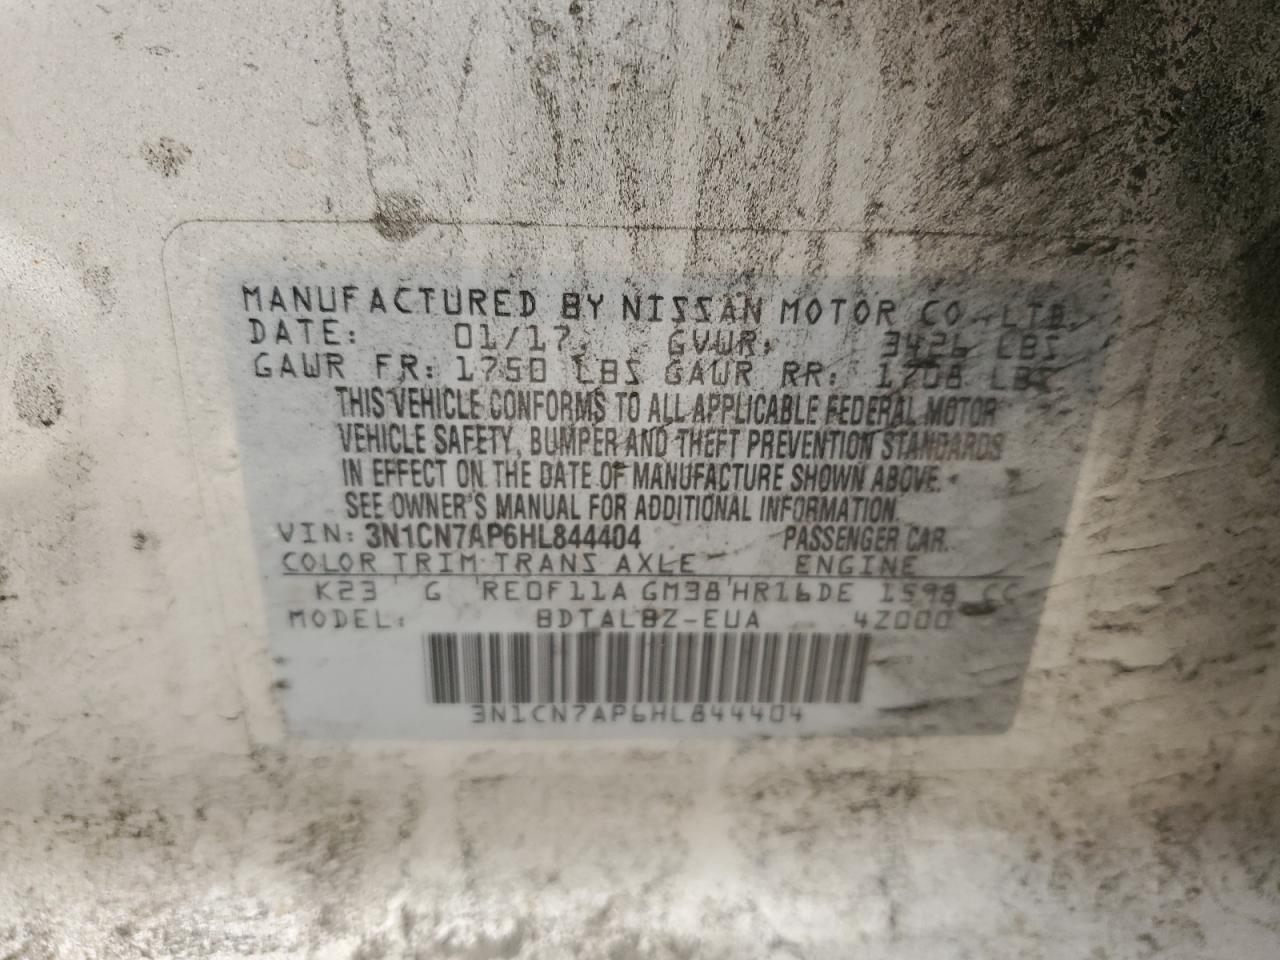 MANUFACTURED BY NISSAN MOTOR CO.,LTD.
DATE: 01/17 GVWR: 3426 LBS
GAWR FR: 1750 LBS GAWR RR: 1708 LBS
THIS VEHICLE CONFORMS TO ALL APPLICABLE FEDERAL MOTOR
VEHICLE SAFETY, BUMPER AND THEFT PREVENTION STANDARDS
IN EFFECT ON THE DATE OF MANUFACTURE SHOWN ABOVE.
SEE OWNER'S MANUAL FOR ADDITIONAL INFORMATION.
VIN: 3N1CN7AP6HL844404 PASSENGER CAR.
COLOR TRIM TRANS AXLE ENGINE
K23 G RE0F11A GM38 HR16DE 1598 CC
MODEL: BDTALBZ-EUA 4Z000
3N1CN7AP6HL844404